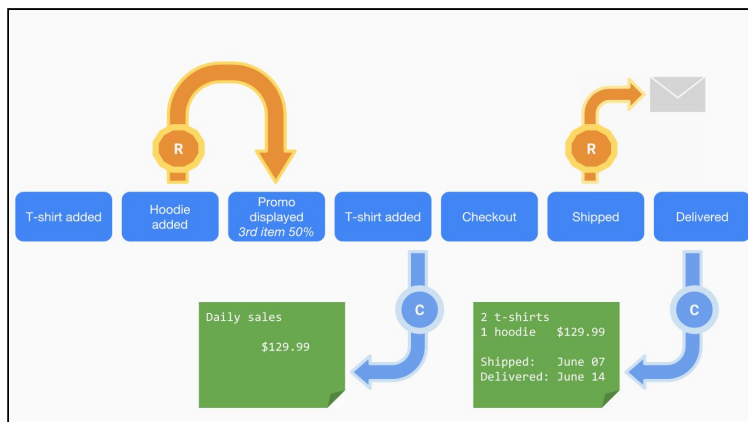 R
R
T-shirt added
Hoodie
added
Promo
displayed
3rd item 50%
T-shirt added
Checkout
Shipped
Delivered
C
C
Daily sales
$129.99
2 t-shirts
1 hoodie $129.99
Shipped: June 07
Delivered: June 14